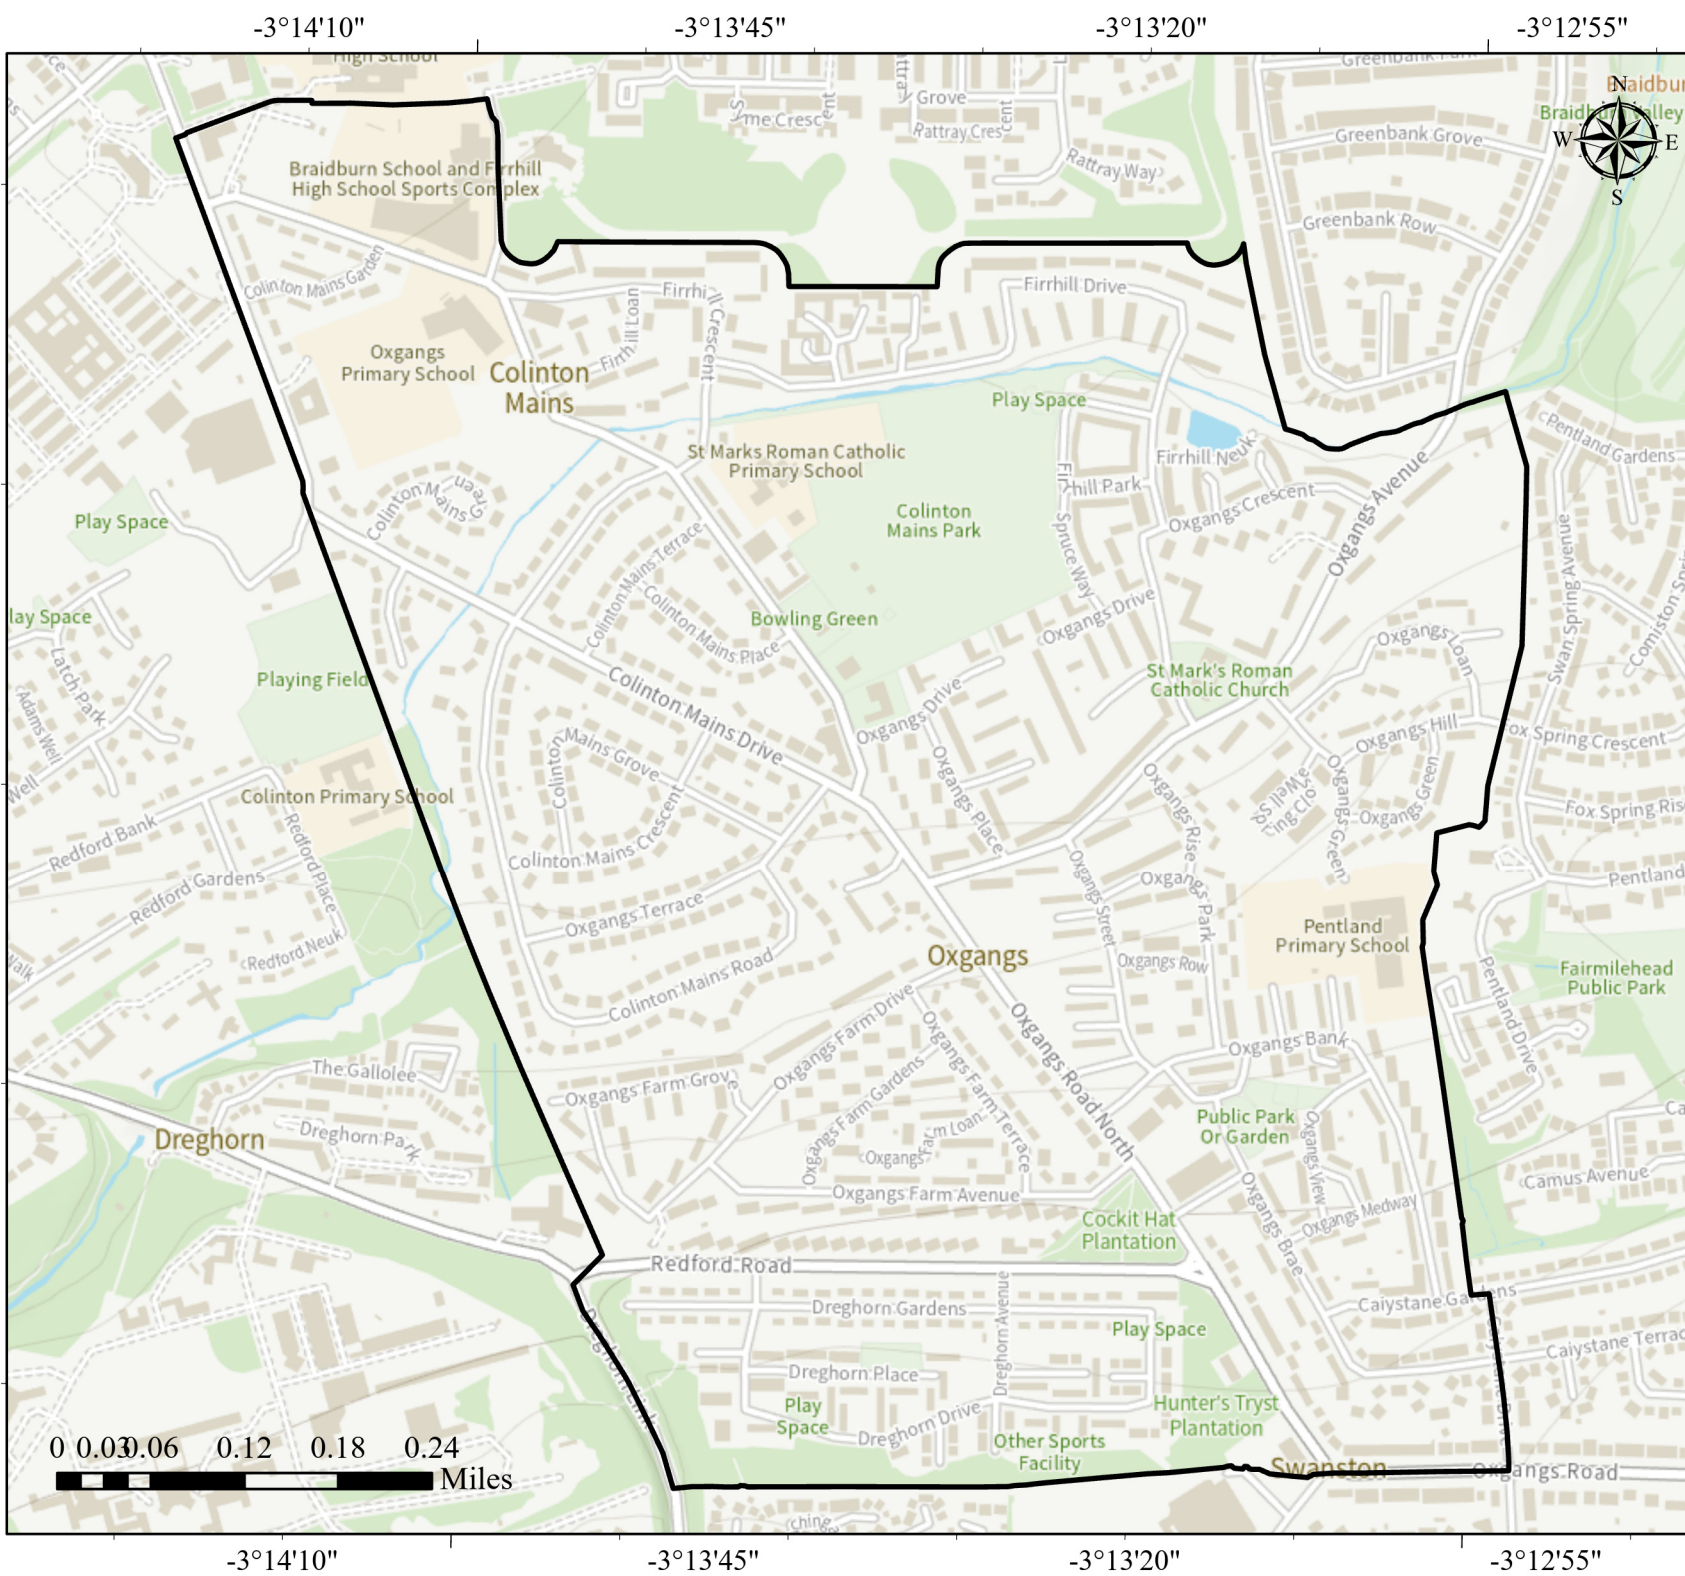 -3°14'10" -3°13'45" -3°13'20" -3°12'55"
High School
Grove
Syme Crescent
Rattray Crescent
Rattray Way
Greenbank Grove
Greenbank Row
N
W E
S
Braidburn School and Firrhill
High School Sports Complex
Colinton Mains Garden
Oxgangs
Primary School
Colinton
Mains
Firrhill Loan
Firrhill Crescent
Firrhill Drive
Play Space
St Marks Roman Catholic
Primary School
Firrhill Neuk
Firrhill Park
Pentland Gardens
Oxgangs Crescent
Oxgangs Avenue
Colinton Mains Green
Play Space
Colinton
Mains Park
Spruce Way
Swan Spring Avenue
Colinton Mains Terrace
Colinton Mains Place
Bowling Green
Oxgangs Drive
Oxgangs Loan
Latch Park
Adams Well
Playing Field
St Mark's Roman
Catholic Church
Colinton Mains Drive
Oxgangs Drive
Oxgangs Hill
Colinton Mains Grove
Oxgangs Place
Oxgangs Rise
Oxgangs Green
Oxgangs Green
Fox Spring Rise
Colinton Primary School
Redford Bank
Redford Place
Redford Gardens
Redford Neuk
Colinton Mains Crescent
Oxgangs Terrace
Oxgangs Street
Oxgangs Park
Pentland
Pentland
Primary School
Oxgangs
Oxgangs Row
Colinton Mains Road
Fairmilehead
Public Park
Pentland Drive
Oxgangs Farm Drive
Oxgangs Road North
Oxgangs Bank
The Gallolee
Oxgangs Farm Grove
Oxgangs Farm Gardens
Oxgangs Farm Terrace
Oxgangs Farm Loan
Public Park
Or Garden
Dreghorn
Dreghorn Park
Oxgangs View
Oxgangs Farm Avenue
Camus Avenue
Cockit Hat
Plantation
Oxgangs Brae
Oxgangs Medway
Redford Road
Dreghorn Gardens
Dreghorn Avenue
Caiystane Gardens
Play Space
Dreghorn Link
Dreghorn Place
Play
Space
Dreghorn Drive
Hunter's Tryst
Plantation
Other Sports
Facility
Swanston
Oxgangs Road
0 0.03 0.06 0.12 0.18 0.24
Miles
-3°14'10" -3°13'45" -3°13'20" -3°12'55"